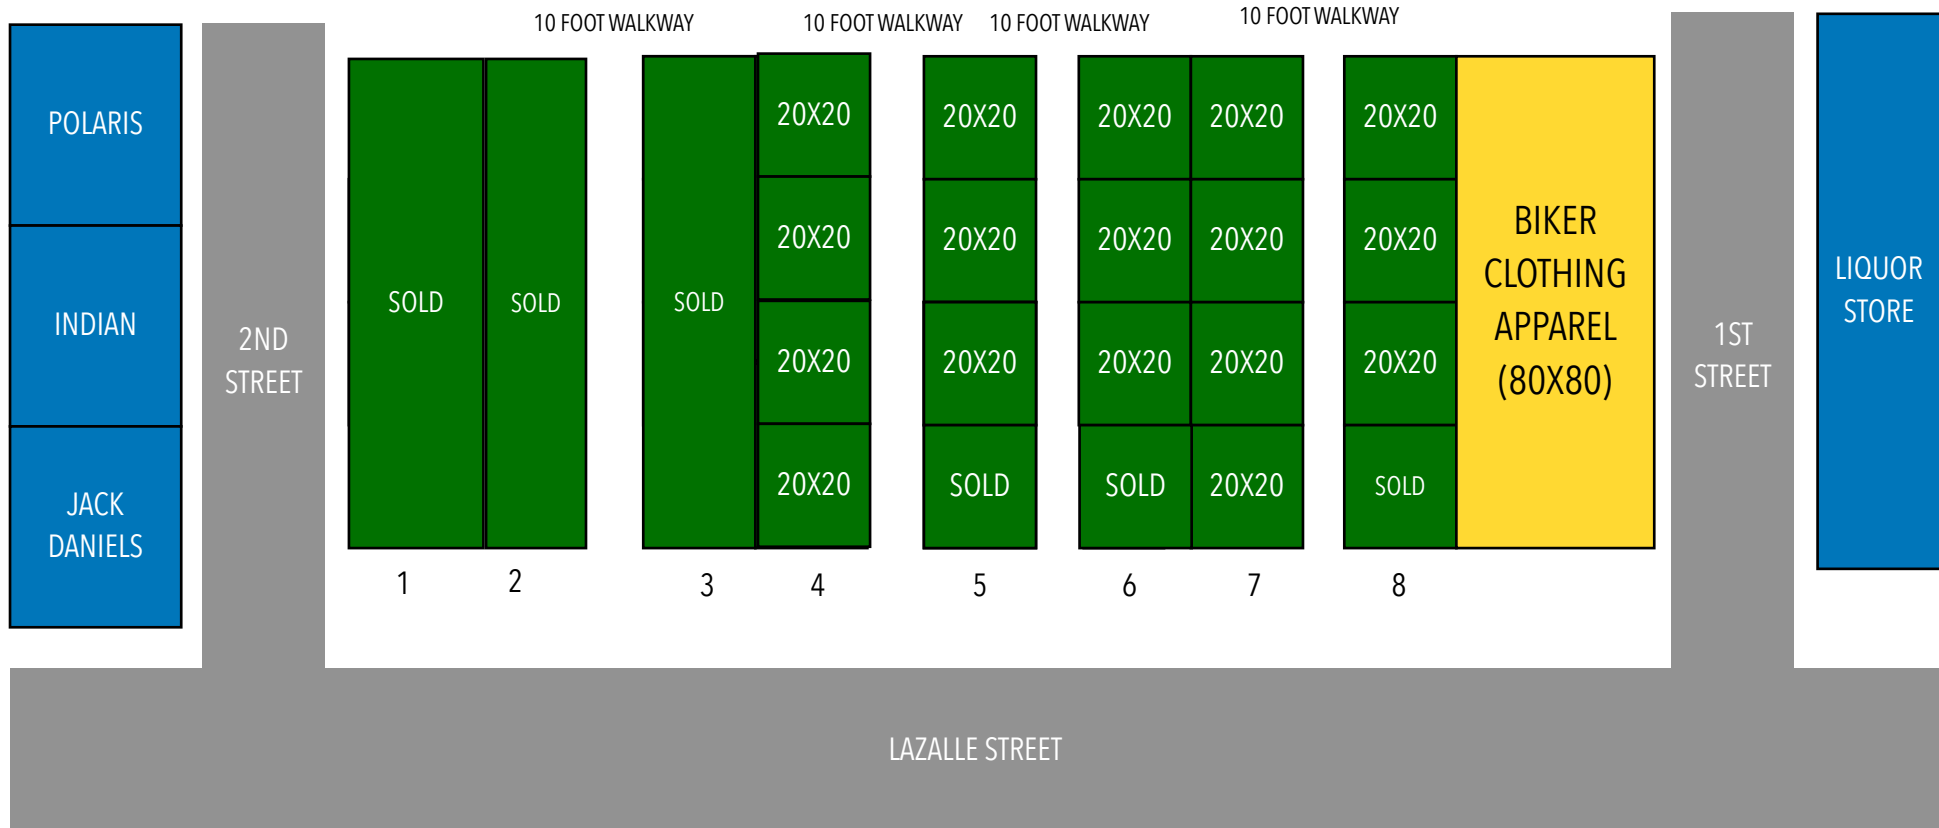 10 FOOT WALKWAY
10 FOOT WALKWAY
10 FOOT WALKWAY
10 FOOT WALKWAY
POLARIS
INDIAN
JACK
DANIELS
2ND
STREET
SOLD
SOLD
SOLD
20X20
20X20
20X20
20X20
20X20
20X20
20X20
SOLD
20X20
20X20
20X20
SOLD
20X20
20X20
20X20
20X20
20X20
20X20
20X20
SOLD
BIKER
CLOTHING
APPAREL
(80X80)
1ST
STREET
LIQUOR
STORE
1
2
3
4
5
6
7
8
LAZALLE STREET